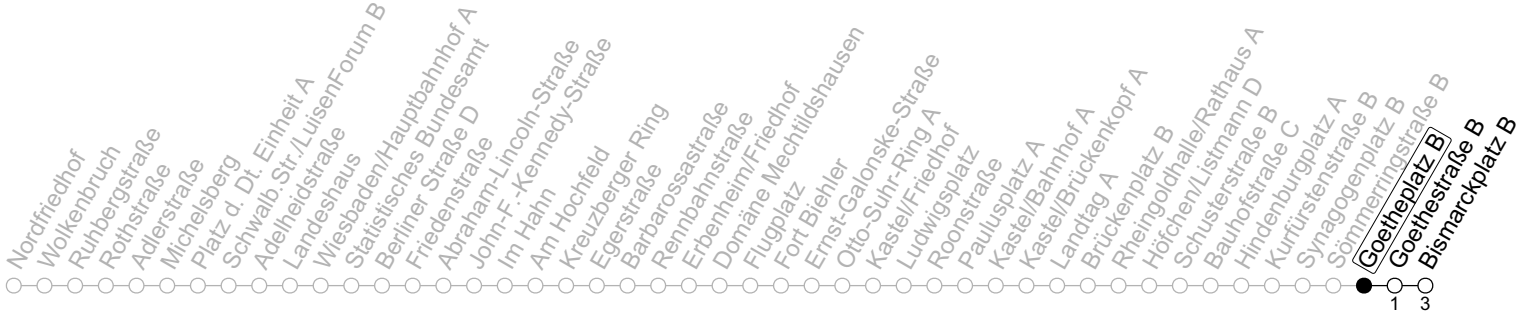 Nordfriedhof
Wolkenbruch
Ruhbergstraße
Rothstraße
Adlerstraße
Michelsberg
Platz d. Dt. Einheit A
Schwalb.Str./LuisenForum B
Adelheidstraße
Landeshaus
Wiesbaden/Hauptbahnhof A
Statistisches Bundesamt
Berliner Straße D
Friedenstraße
Abraham-Lincoln-Straße
John-F.-Kennedy-Straße
Im Hahn
Am Hochfeld
Kreuzberger Ring
Egerstraße
Barbarossastraße
Rennbahnstraße
Erbenheim/Friedhof
Domäne Mechtildshausen
Flugplatz
Fort Biehler
Ernst-Galonske-Straße
Otto-Suhr-Ring A
Kastel/Friedhof
Ludwigsplatz
Roonstraße
Paulusplatz A
Kastel/Bahnhof A
Kastel/Brückenkopf A
Landtag A
Brückenplatz B
Rheingoldhalle/Rathaus A
Höfchen/Listmann D
Schusterstraße B
Bauhofstraße C
Hindenburgplatz A
Kurfürstenstraße B
Synagogenplatz B
Sömmerringstraße B
Goetheplatz B
Goethestraße B
Bismarckplatz B
1 3